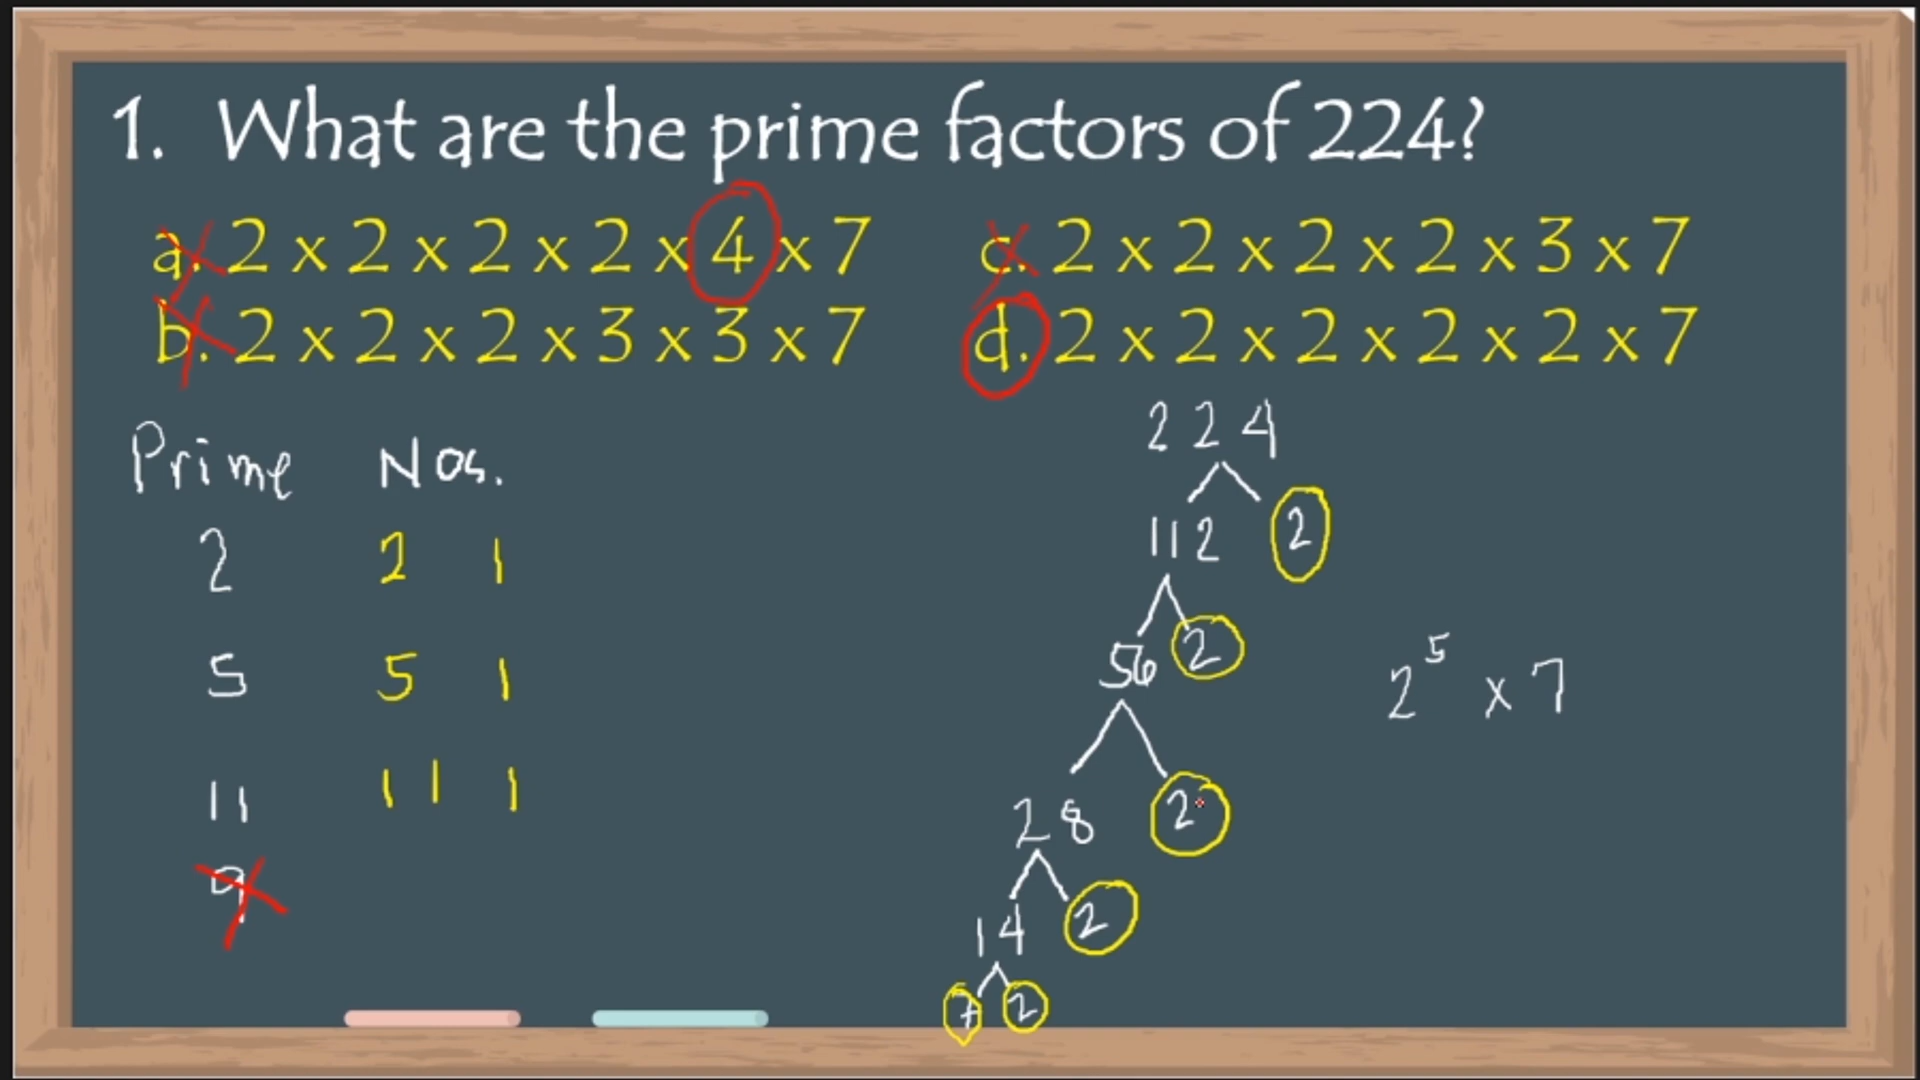 1. What are the prime factors of 224?
a. 2 x 2 x 2 x 2 x 4 x 7
b. 2 x 2 x 2 x 3 x 3 x 7
c. 2 x 2 x 2 x 2 x 3 x 7
d. 2 x 2 x 2 x 2 x 2 x 7
Prime Nos.
2 2 1
5 5 1
11 11 1
9
224
112 2
56 2
28 2
14 2
7 2
2⁵ x 7